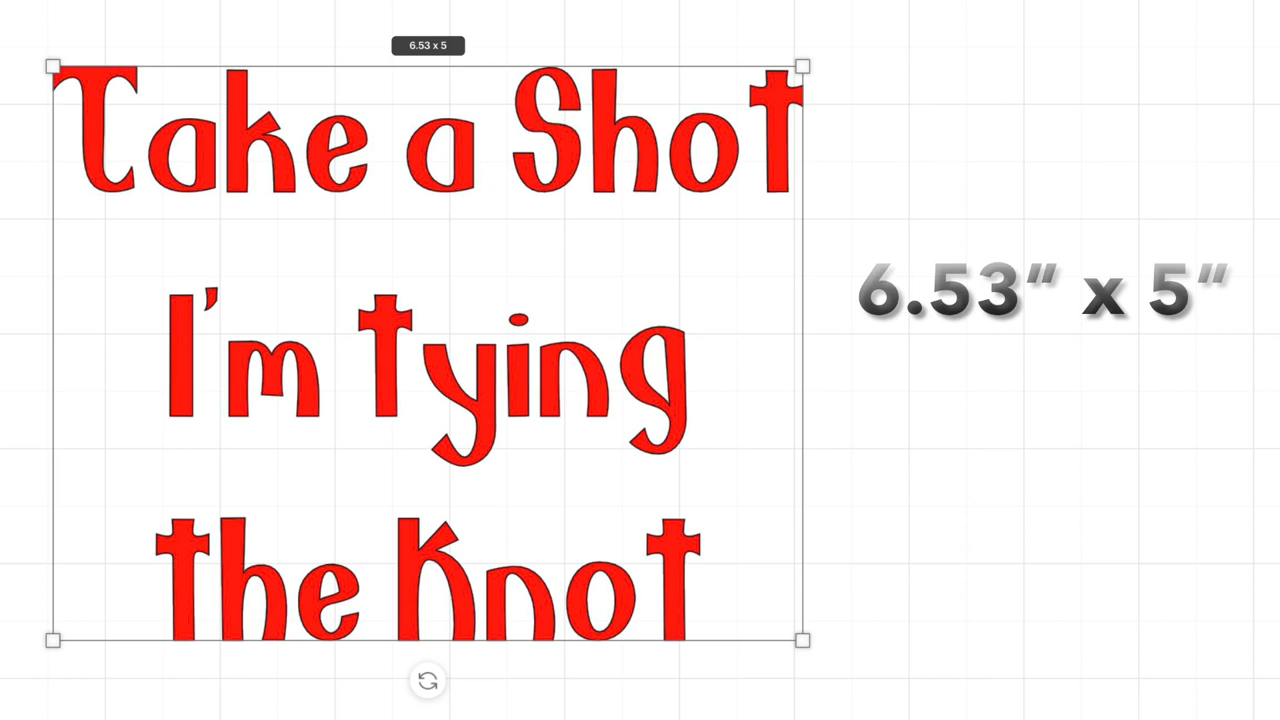 6.53 x 5
Take a Shot
I'm tying
the Knot
6.53" x 5"